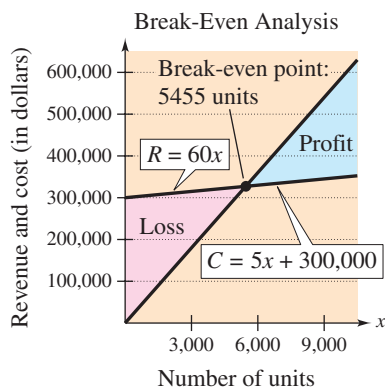 Break-Even Analysis
Revenue and cost (in dollars)
600,000
500,000
400,000
300,000
200,000
100,000
Break-even point:
5455 units
Profit
R = 60x
Loss
C = 5x + 300,000
x
3,000 6,000 9,000
Number of units